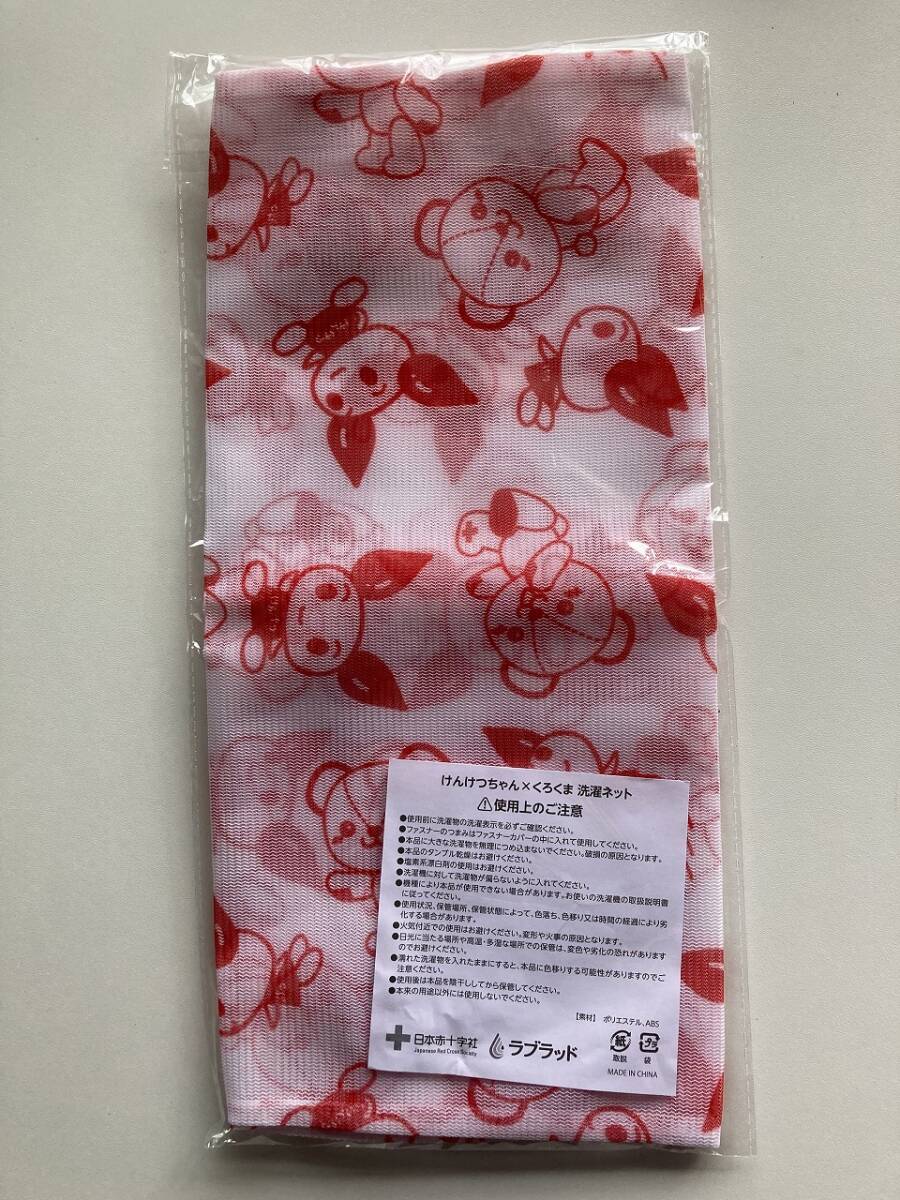 けんけつちゃん×くろくま 洗濯ネット
⚠使用上のご注意
●使用前に洗濯物の洗濯表示を必ずご確認ください。
●ファスナーのつまみはファスナーカバーの中に入れて使用してください。
●本品に大きな洗濯物を無理につめ込まないでください。破損の原因となります。
●本品のタンブル乾燥はお避けください。
●塩素系漂白剤の使用はお避けください。
●洗濯機に対して洗濯物が偏らないように入れてください。
●機種により本品が使用できない場合があります。お使いの洗濯機の取扱説明書
に従ってください。
●使用状況、保管場所、保管状態によって、色落ち、色移り又は時間の経過により劣
化する場合があります。
●火気付近での使用はお避けください。変形や火事の原因となります。
●日光に当たる場所や高温・多湿な場所での保管は、変色や劣化の恐れがあります
のでお避けください。
●濡れた洗濯物を入れたままにすると、本品に色移りする可能性がありますのでご
注意ください。
●使用後は本品を陰干ししてから保管してください。
●本来の用途以外には使用しないでください。
【素材】 ポリエステル、ABS
日本赤十字社
Japanese Red Cross Society
ラブラッド
紙
取説
プラ
袋
MADE IN CHINA